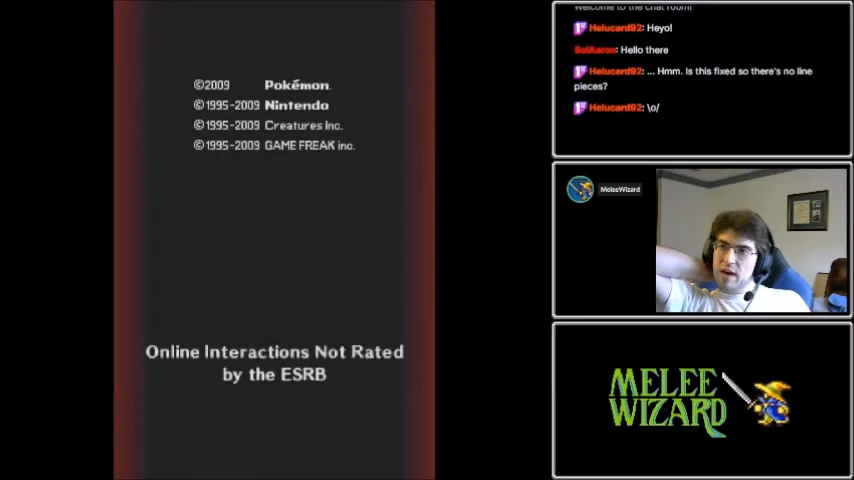 ©2009 Pokémon.
©1995-2009 Nintendo
©1995-2009 Creatures Inc.
©1995-2009 GAME FREAK inc.
Online Interactions Not Rated
by the ESRB
Welcome to the chat room!
Helucard92: Heyo!
SolAaron: Hello there
Helucard92: ... Hmm. Is this fixed so there's no line
pieces?
Helucard92: \o/
MeleeWizard
MELEE
WIZARD